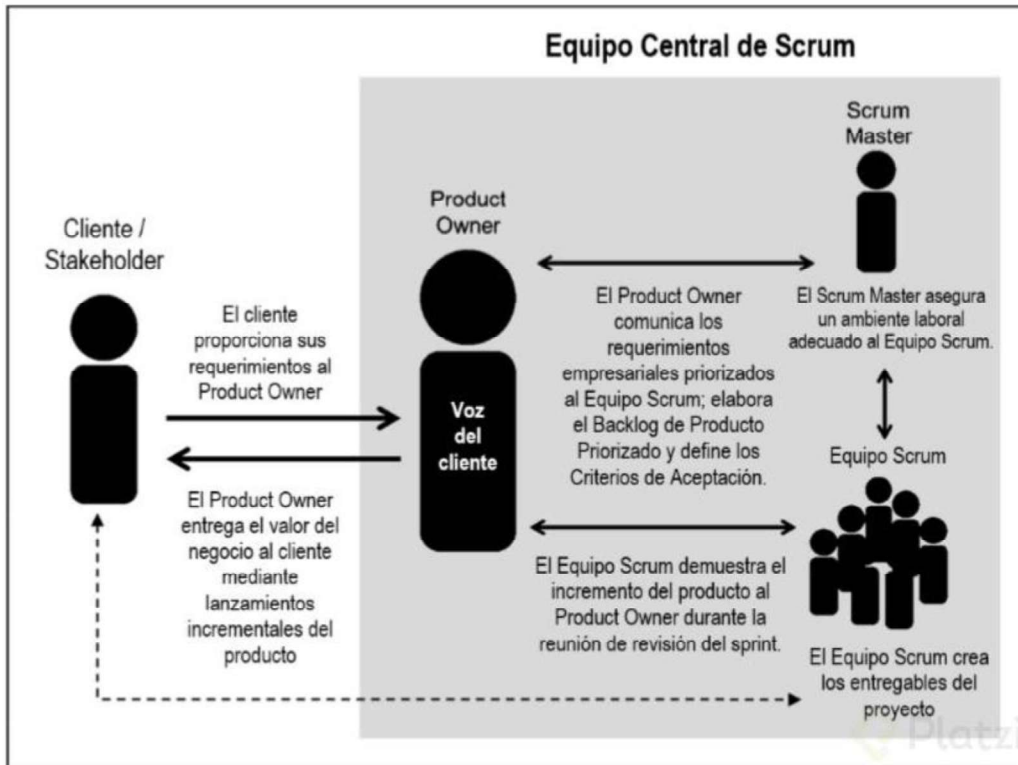 Equipo Central de Scrum
Cliente /
Stakeholder
El cliente
proporciona sus
requerimientos al
Product Owner
El Product Owner
entrega el valor del
negocio al cliente
mediante
lanzamientos
incrementales del
producto
Product
Owner
Voz
del
cliente
El Product Owner
comunica los
requerimientos
empresariales priorizados
al Equipo Scrum; elabora
el Backlog de Producto
Priorizado y define los
Criterios de Aceptación.
El Equipo Scrum demuestra el
incremento del producto al
Product Owner durante la
reunión de revisión del sprint.
Scrum
Master
El Scrum Master asegura
un ambiente laboral
adecuado al Equipo Scrum.
Equipo Scrum
El Equipo Scrum crea
los entregables del
proyecto
Platzi